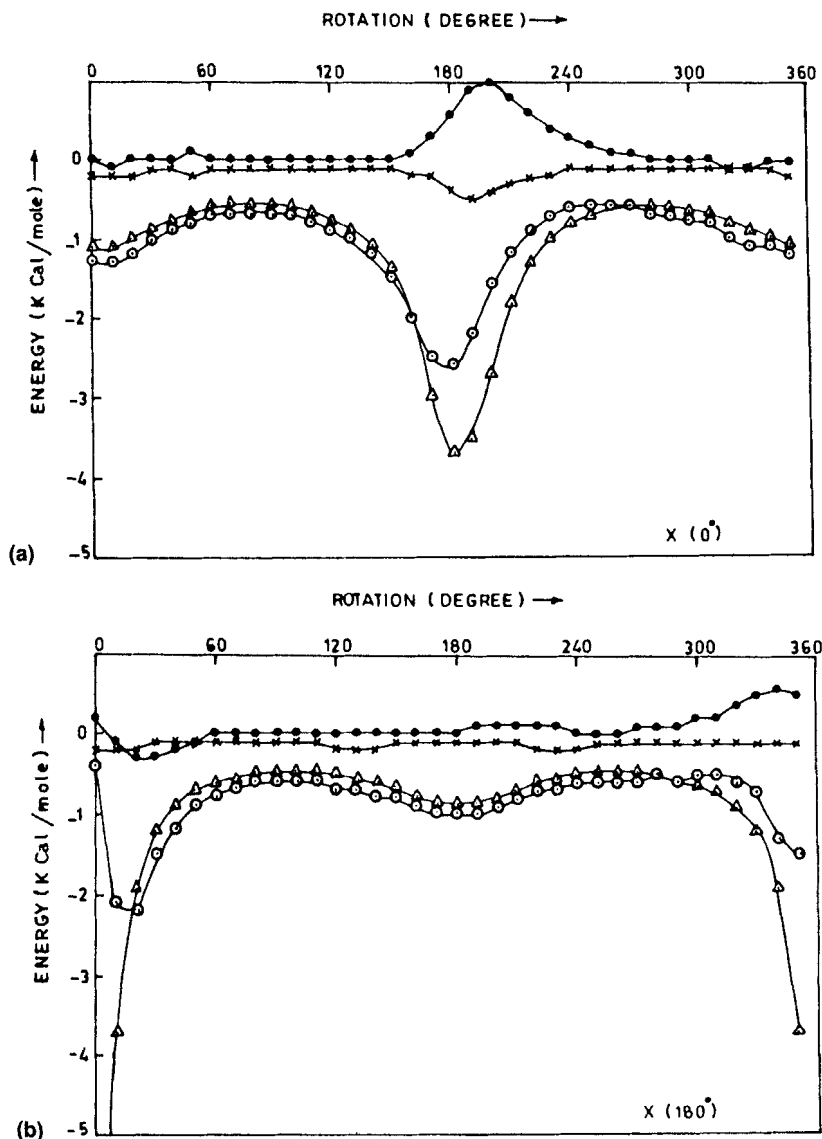 ROTATION ( DEGREE ) →
0 60 120 180 240 300 360
0
-1
-2
-3
-4
-5
ENERGY ( K Cal / mole ) →
X (0°)
(a)
ROTATION ( DEGREE ) →
0 60 120 180 240 300 360
0
-1
-2
-3
-4
-5
ENERGY ( K Cal / mole ) →
X (180°)
(b)